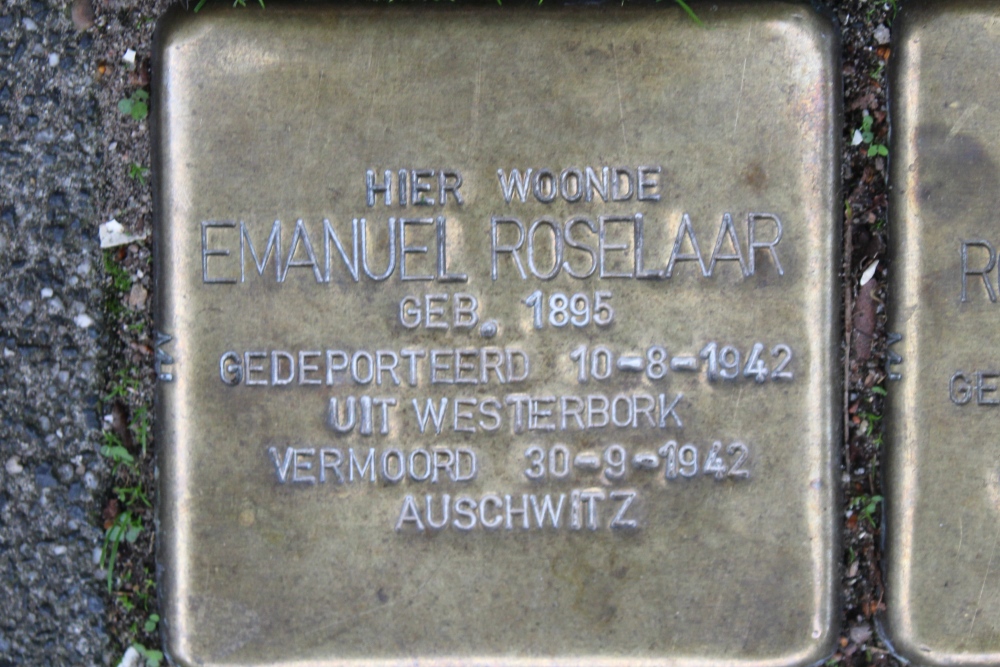 HIER WOONDE
EMANUEL ROSELAAR
GEB. 1895
GEDEPORTEERD 10-8-1942
UIT WESTERBORK
VERMOORD 30-9-1942
AUSCHWITZ